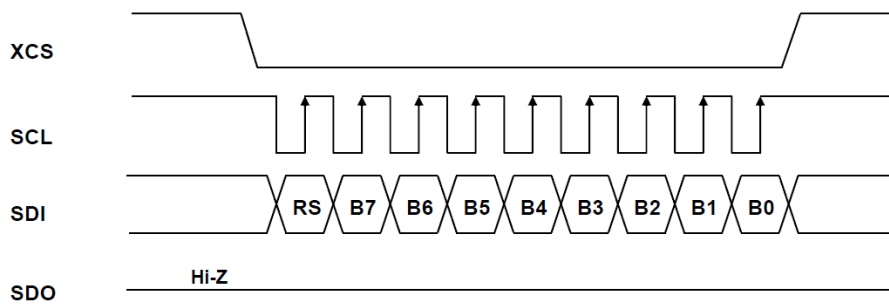 XCS
SCL
SDI RS B7 B6 B5 B4 B3 B2 B1 B0
Hi-Z
SDO